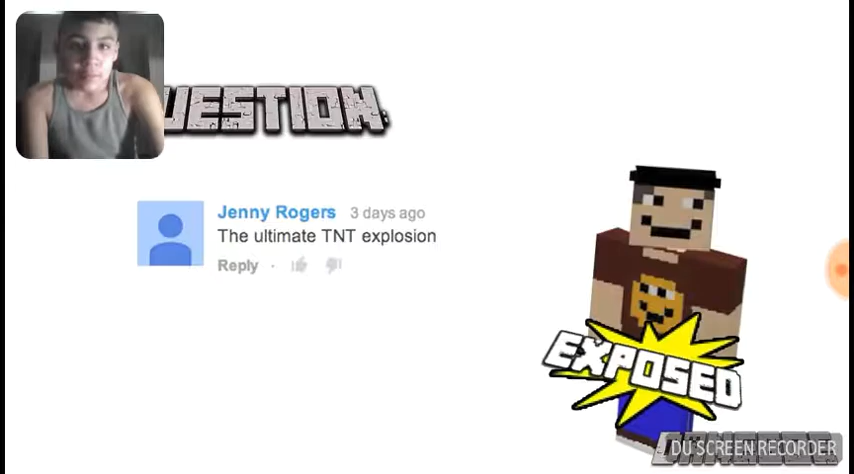 UESTION:
Jenny Rogers 3 days ago
The ultimate TNT explosion
Reply ·
EXPOSED
DU SCREEN RECORDER